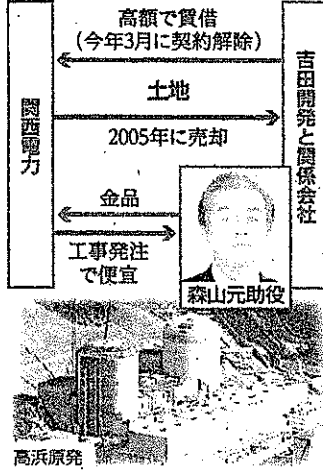 高額で賃借
(今年3月に契約解除)
土地
2005年に売却
関西電力
吉田開発と関係会社
金品
工事発注
で便宜
森山元助役
高浜原発